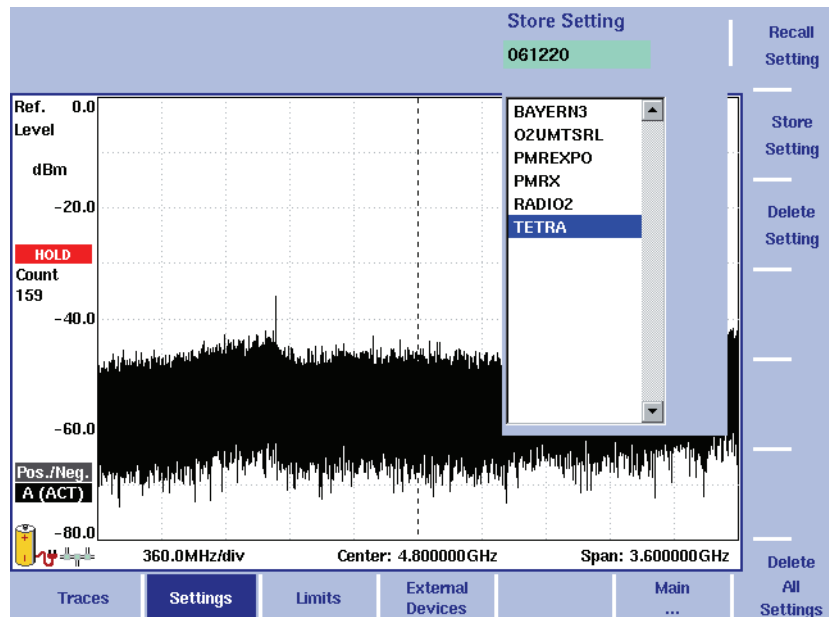 Store Setting
061220
Recall
Setting
Store
Setting
Delete
Setting
Delete
All
Settings
BAYERN3
O2UMTSRL
PMREXPO
PMRX
RADIO2
TETRA
Ref. 0.0
Level
dBm
-20.0
HOLD
Count
159
-40.0
-60.0
Pos./Neg.
A (ACT)
-80.0
360.0MHz/div
Center: 4.800000GHz
Span: 3.600000GHz
Traces
Settings
Limits
External
Devices
Main
...